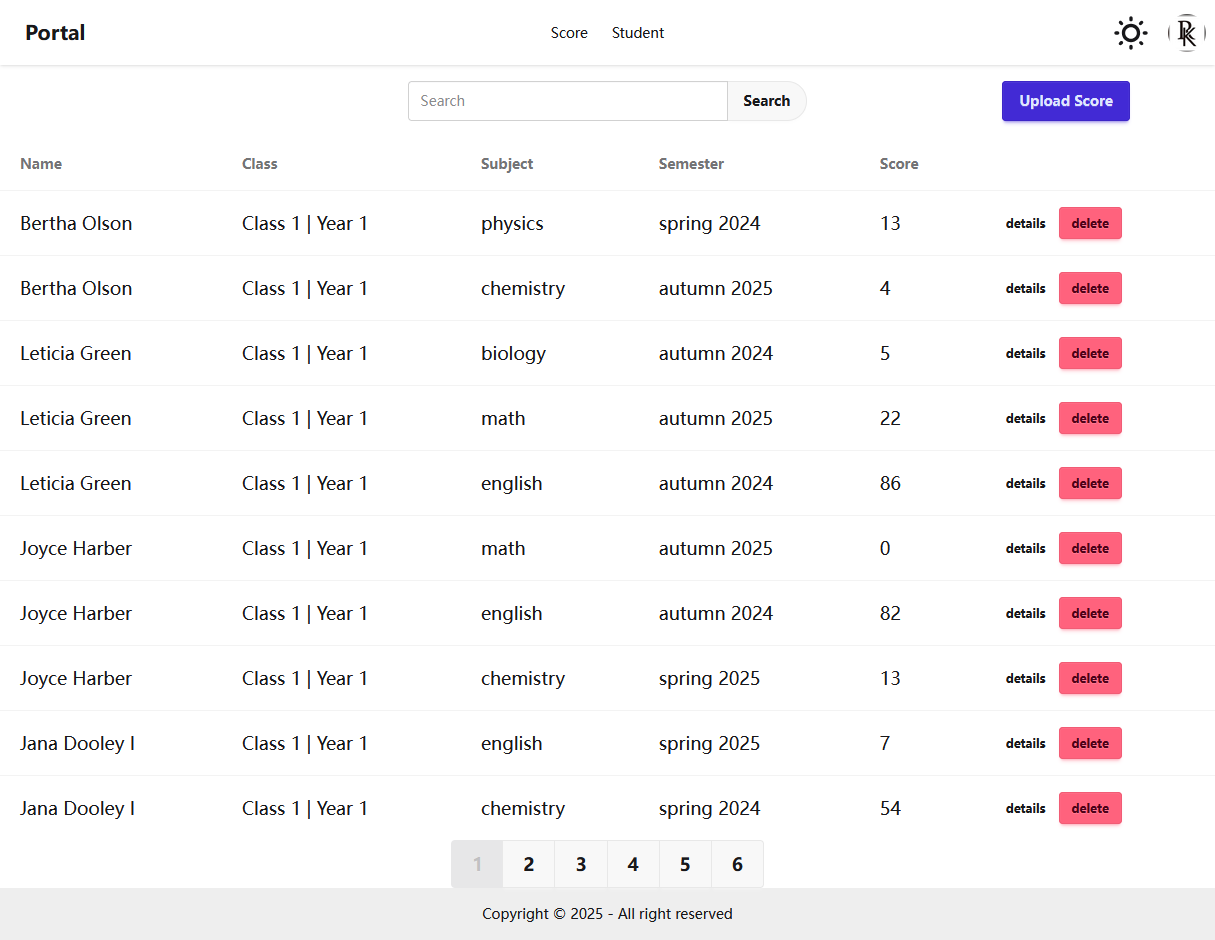 Portal Score Student
Search Search Upload Score
Name Class Subject Semester Score
Bertha Olson Class 1 | Year 1 physics spring 2024 13 details delete
Bertha Olson Class 1 | Year 1 chemistry autumn 2025 4 details delete
Leticia Green Class 1 | Year 1 biology autumn 2024 5 details delete
Leticia Green Class 1 | Year 1 math autumn 2025 22 details delete
Leticia Green Class 1 | Year 1 english autumn 2024 86 details delete
Joyce Harber Class 1 | Year 1 math autumn 2025 0 details delete
Joyce Harber Class 1 | Year 1 english autumn 2024 82 details delete
Joyce Harber Class 1 | Year 1 chemistry spring 2025 13 details delete
Jana Dooley I Class 1 | Year 1 english spring 2025 7 details delete
Jana Dooley I Class 1 | Year 1 chemistry spring 2024 54 details delete
1 2 3 4 5 6
Copyright © 2025 - All right reserved